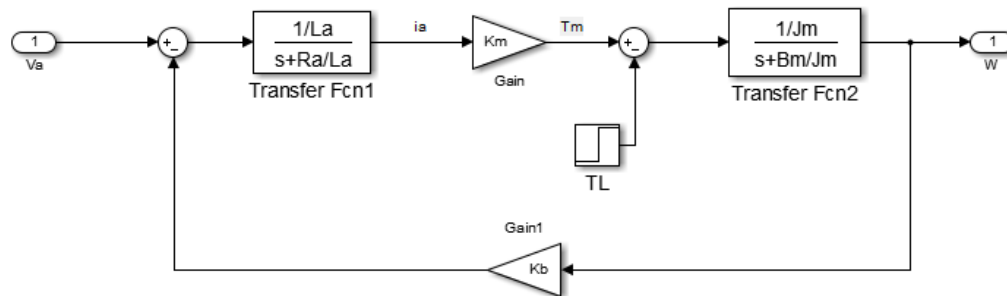 1
Va
+
-
1/La
s+Ra/La
Transfer Fcn1
ia
Km
Gain
Tm
+
-
TL
1/Jm
s+Bm/Jm
Transfer Fcn2
1
W
Gain1
Kb